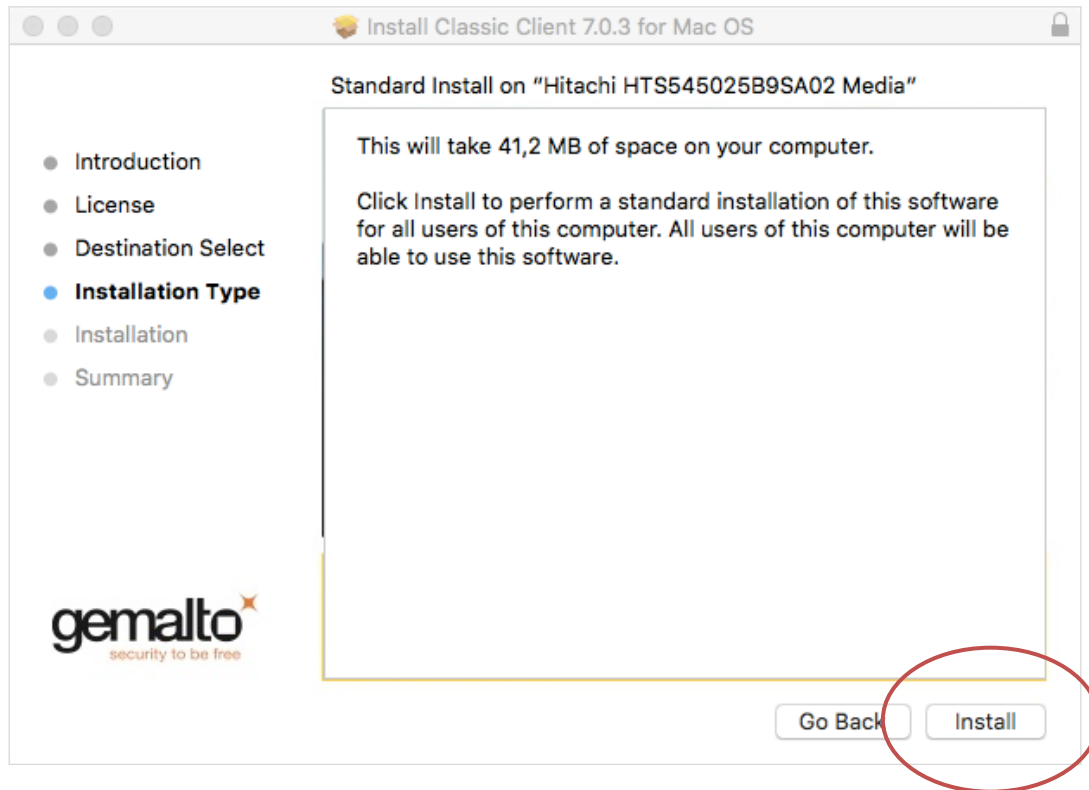 Install Classic Client 7.0.3 for Mac OS
Standard Install on “Hitachi HTS545025B9SA02 Media”
Introduction
License
Destination Select
Installation Type
Installation
Summary
This will take 41,2 MB of space on your computer.
Click Install to perform a standard installation of this software
for all users of this computer. All users of this computer will be
able to use this software.
gemalto
security to be free
Go Back
Install